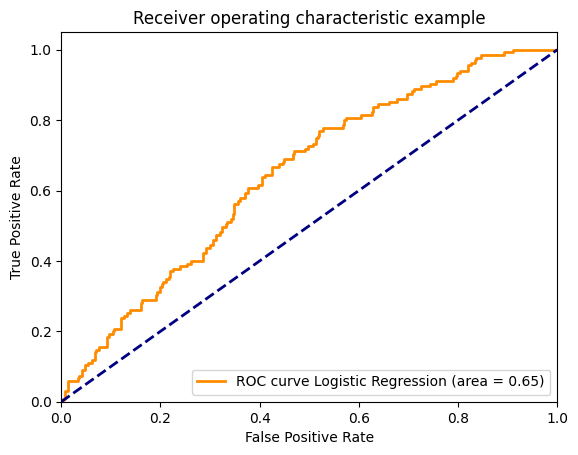 Receiver operating characteristic example
True Positive Rate
1.0
0.8
0.6
0.4
0.2
0.0
ROC curve Logistic Regression (area = 0.65)
0.0 0.2 0.4 0.6 0.8 1.0
False Positive Rate